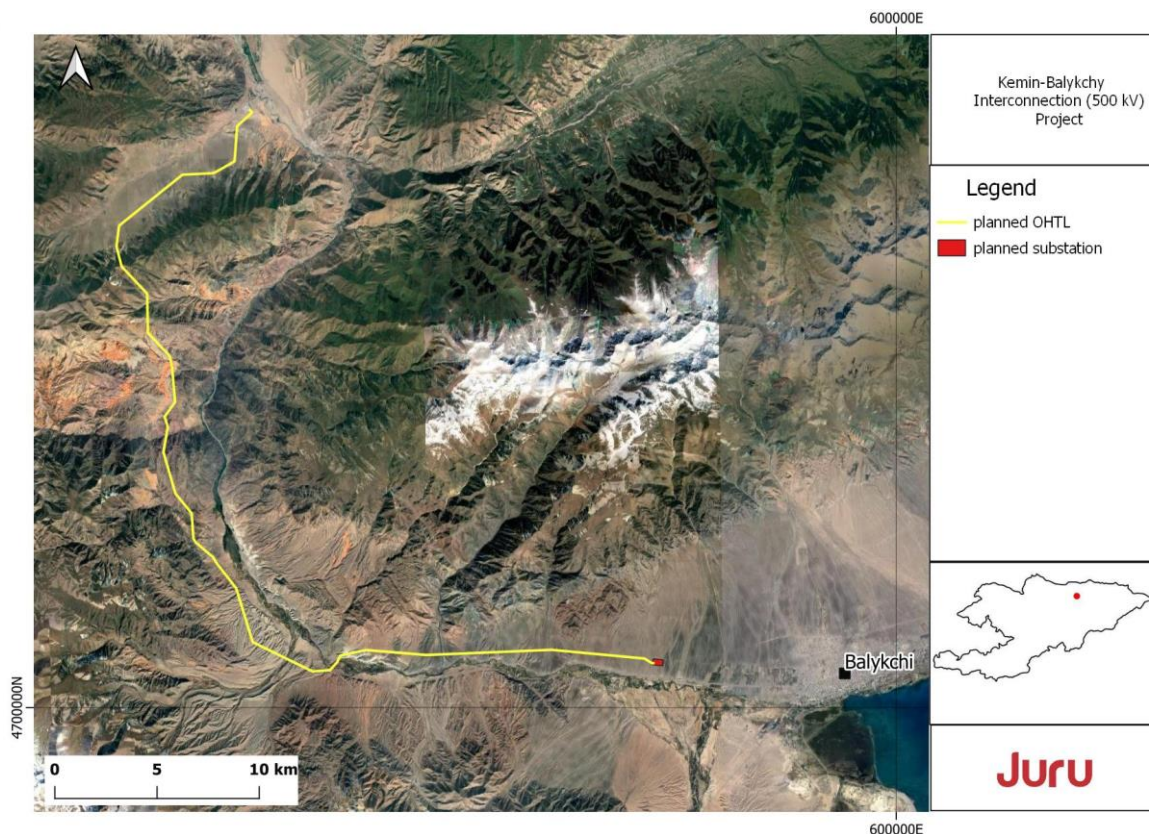 600000E
Kemin-Balykchy
Interconnection (500 kV)
Project
Legend
planned OHTL
planned substation
Balykchi
4700000N
0 5 10 km
Juru
600000E